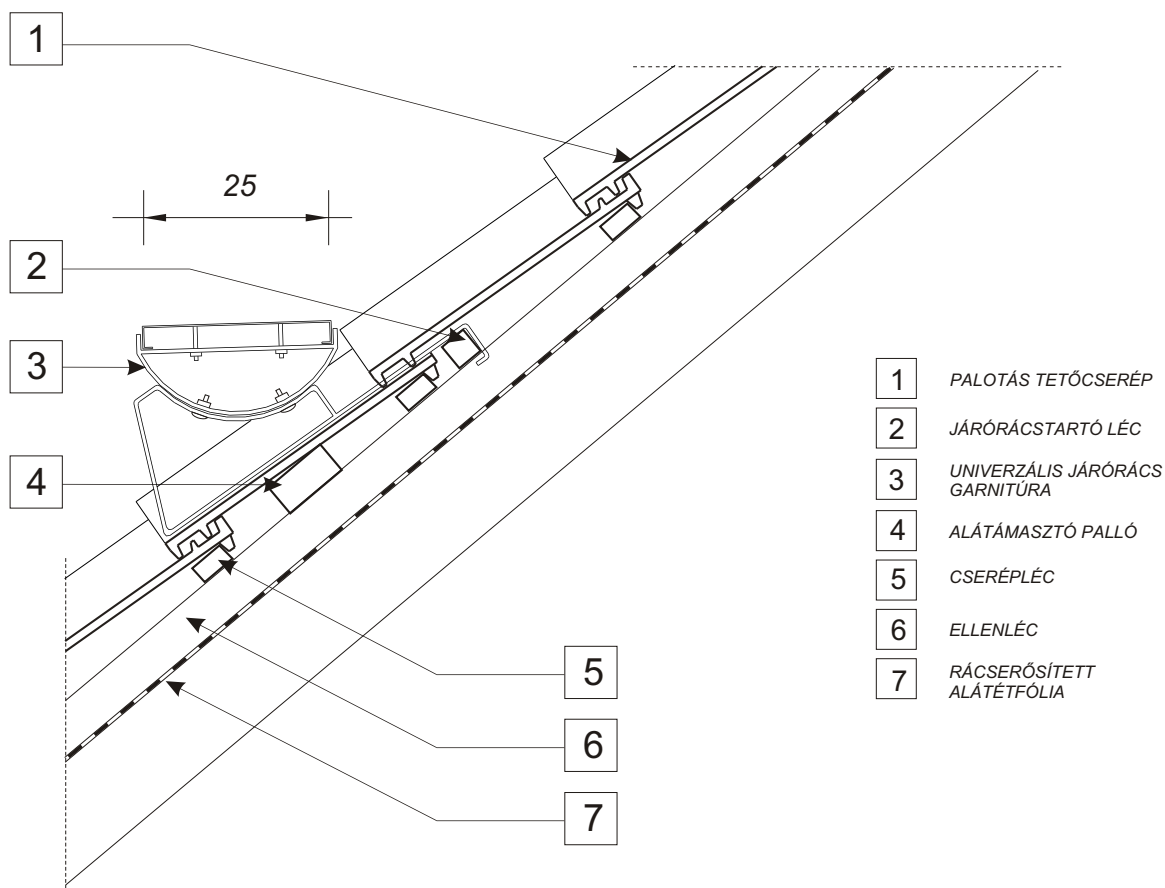 1
25
2
3
4
5
6
7
1 PALOTÁS TETŐCSERÉP
2 JÁRÓRÁCSTARTÓ LÉC
3 UNIVERZÁLIS JÁRÓRÁCS
GARNITÚRA
4 ALÁTÁMASZTÓ PALLÓ
5 CSERÉPLÉC
6 ELLENLÉC
7 RÁCSERŐSÍTETT
ALÁTÉTFÓLIA